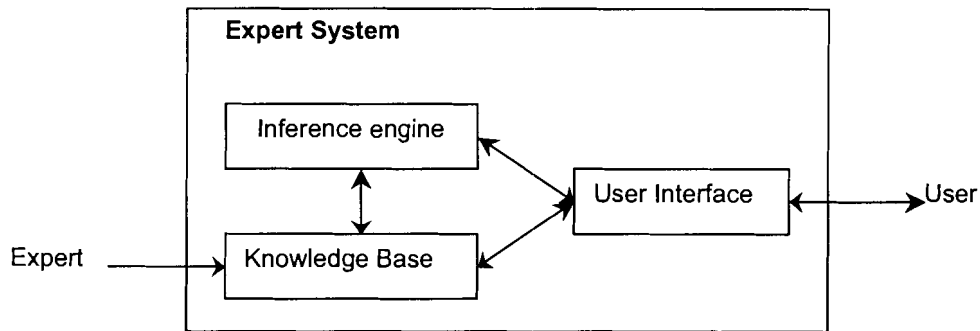 Expert System
Inference engine
User Interface
User
Knowledge Base
Expert